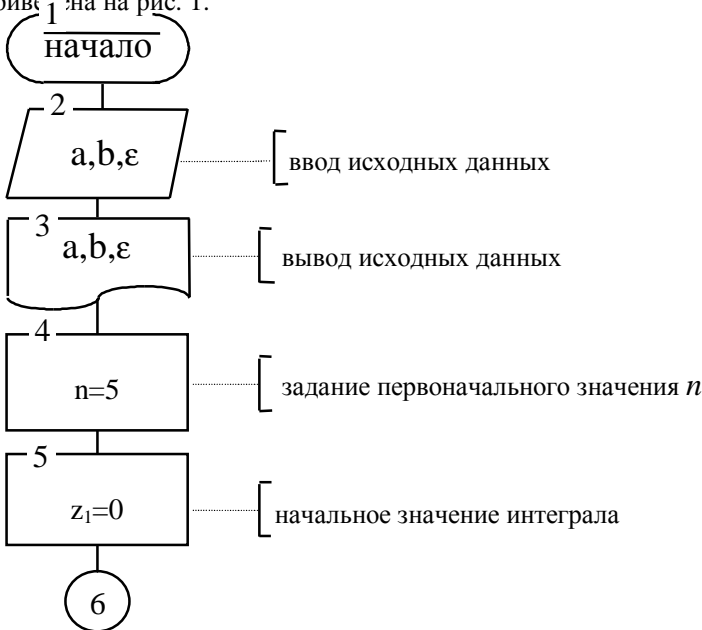 на рис. 1.
1
начало
2
a,b,ε
ввод исходных данных
3
a,b,ε
вывод исходных данных
4
n=5
задание первоначального значения n
5
z₁=0
начальное значение интеграла
6